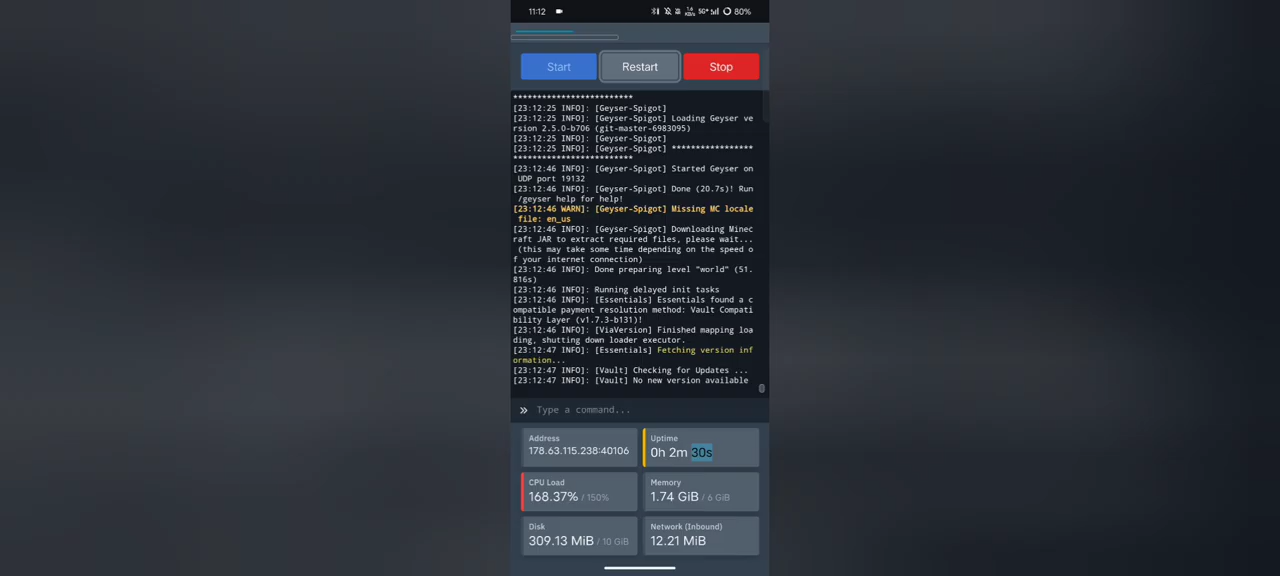 11:12 1.6 KB/s 5G+ 80%
Start Restart Stop
*************************
[23:12:25 INFO]: [Geyser-Spigot]
[23:12:25 INFO]: [Geyser-Spigot] Loading Geyser ve
rsion 2.5.0-b706 (git-master-6983095)
[23:12:25 INFO]: [Geyser-Spigot]
[23:12:25 INFO]: [Geyser-Spigot] *****************
*************************
[23:12:46 INFO]: [Geyser-Spigot] Started Geyser on
UDP port 19132
[23:12:46 INFO]: [Geyser-Spigot] Done (20.7s)! Run
/geyser help for help!
[23:12:46 WARN]: [Geyser-Spigot] Missing MC locale
file: en_us
[23:12:46 INFO]: [Geyser-Spigot] Downloading Minec
raft JAR to extract required files, please wait...
(this may take some time depending on the speed o
f your internet connection)
[23:12:46 INFO]: Done preparing level "world" (51.
816s)
[23:12:46 INFO]: Running delayed init tasks
[23:12:46 INFO]: [Essentials] Essentials found a c
ompatible payment resolution method: Vault Compati
bility Layer (v1.7.3-b131)!
[23:12:46 INFO]: [ViaVersion] Finished mapping loa
ding, shutting down loader executor.
[23:12:47 INFO]: [Essentials] Fetching version inf
ormation...
[23:12:47 INFO]: [Vault] Checking for Updates ...
[23:12:47 INFO]: [Vault] No new version available
» Type a command...
Address
178.63.115.238:40106
Uptime
0h 2m 30s
CPU Load
168.37% / 150%
Memory
1.74 GiB / 6 GiB
Disk
309.13 MiB / 10 GiB
Network (Inbound)
12.21 MiB